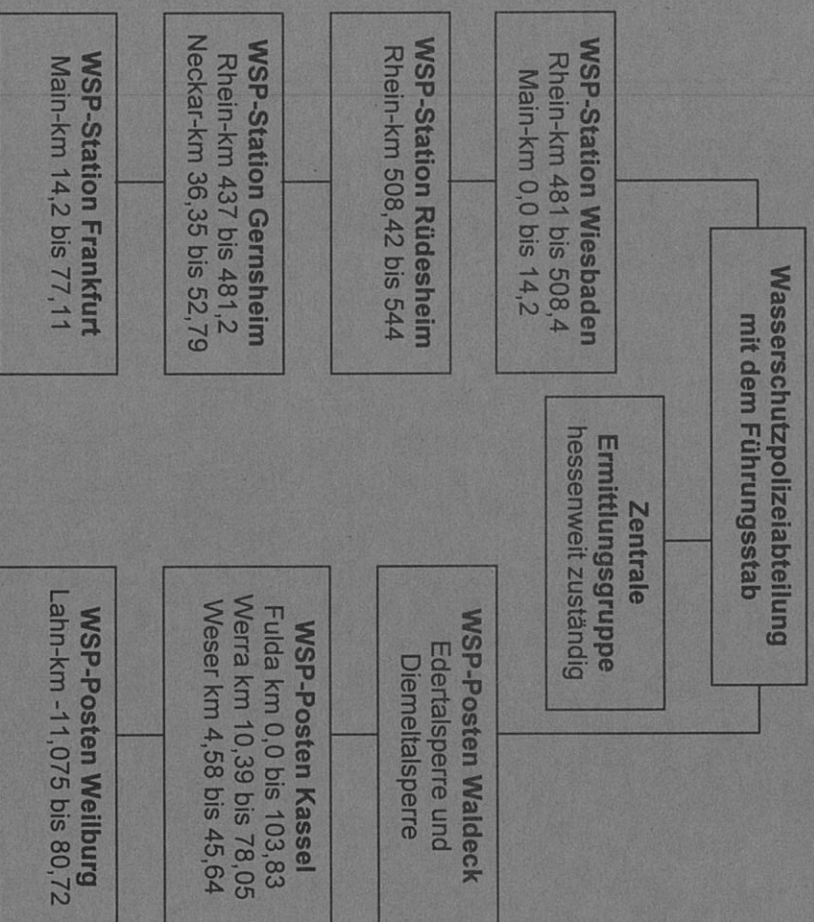 Wasserschutzpolizeiabteilung
mit dem Führungsstab
Zentrale
Ermittlungsgruppe
hessenweit zuständig
WSP-Station Wiesbaden
Rhein-km 481 bis 508,4
Main-km 0,0 bis 14,2
WSP-Station Rüdesheim
Rhein-km 508,42 bis 544
WSP-Station Gernsheim
Rhein-km 437 bis 481,2
Neckar-km 36,35 bis 52,79
WSP-Station Frankfurt
Main-km 14,2 bis 77,11
WSP-Posten Waldeck
Edertalsperre und
Diemeltalsperre
WSP-Posten Kassel
Fulda km 0,0 bis 103,83
Werra km 10,39 bis 78,05
Weser km 4,58 bis 45,64
WSP-Posten Weilburg
Lahn-km -11,075 bis 80,72